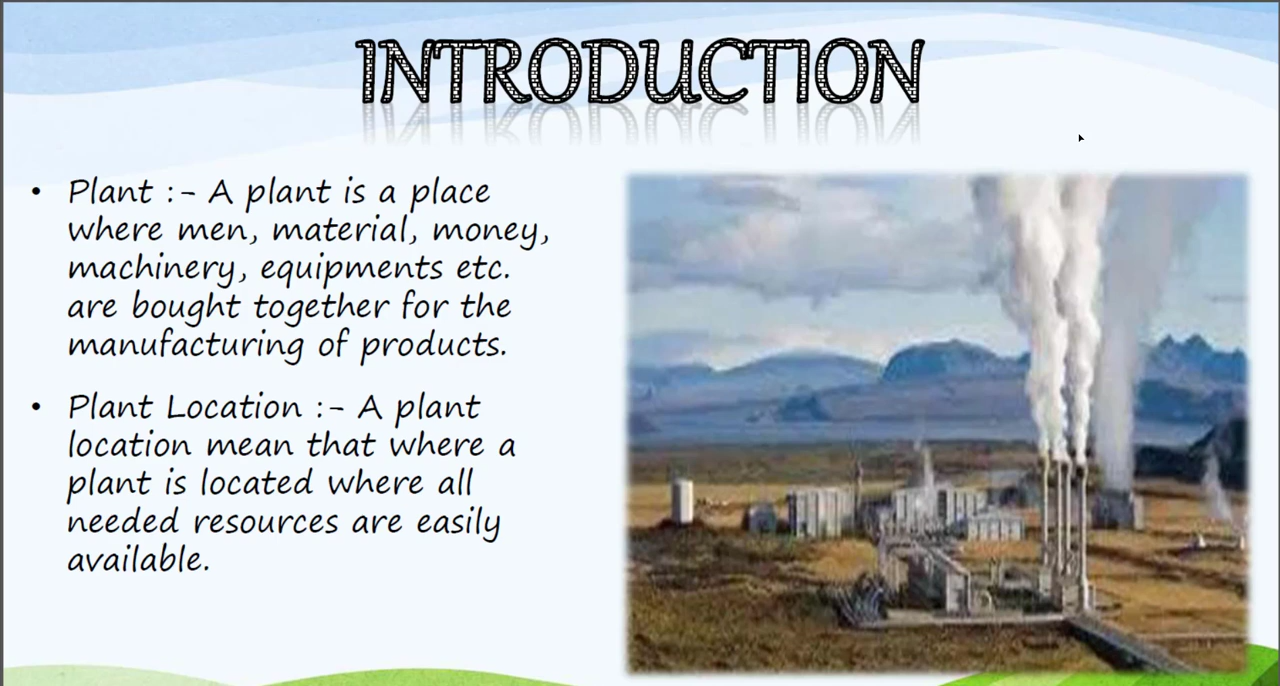 INTRODUCTION
• Plant :- A plant is a place
where men, material, money,
machinery, equipments etc.
are bought together for the
manufacturing of products.
• Plant Location :- A plant
location mean that where a
plant is located where all
needed resources are easily
available.